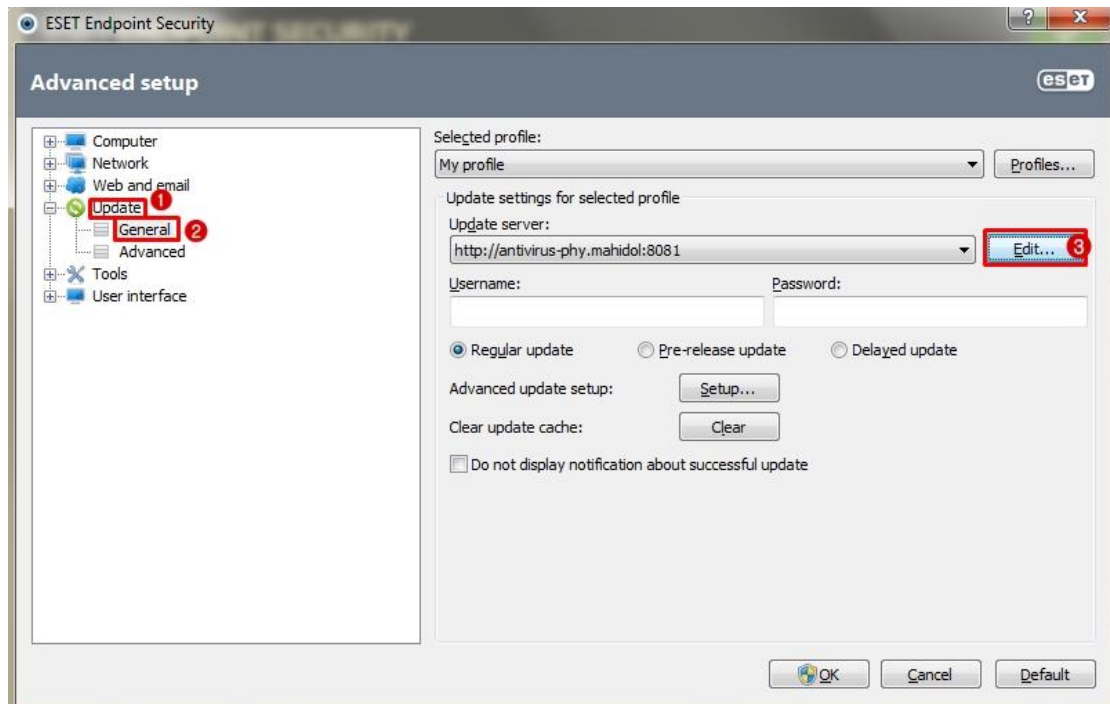 ESET Endpoint Security
Advanced setup
eset
Computer
Network
Web and email
Update 1
General 2
Advanced
Tools
User interface
Selected profile:
My profile
Profiles...
Update settings for selected profile
Update server:
http://antivirus-phy.mahidol:8081
Edit... 3
Username: Password:
Regular update Pre-release update Delayed update
Advanced update setup: Setup...
Clear update cache: Clear
Do not display notification about successful update
OK Cancel Default